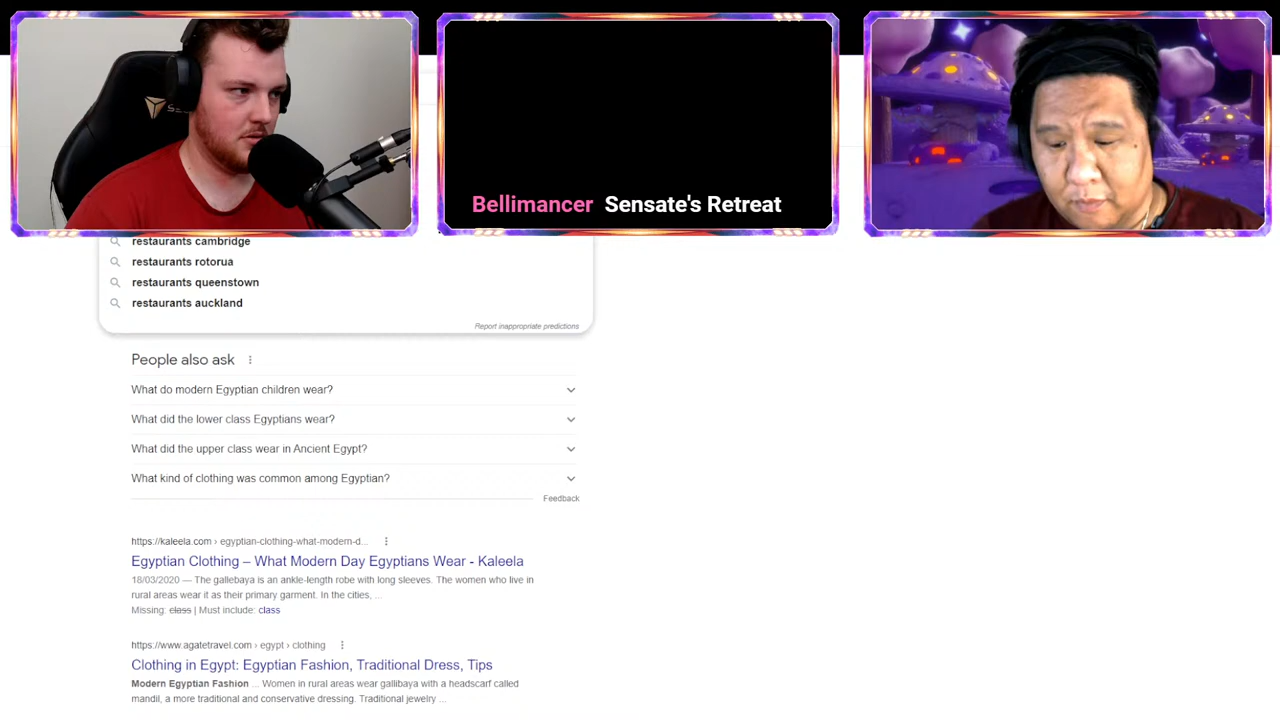 Bellimancer Sensate's Retreat
restaurants cambridge
restaurants rotorua
restaurants queenstown
restaurants auckland
Report inappropriate predictions
People also ask
What do modern Egyptian children wear?
What did the lower class Egyptians wear?
What did the upper class wear in Ancient Egypt?
What kind of clothing was common among Egyptian?
Feedback
https://kaleela.com › egyptian-clothing-what-modern-d...
Egyptian Clothing – What Modern Day Egyptians Wear - Kaleela
18/03/2020 — The gallebaya is an ankle-length robe with long sleeves. The women who live in
rural areas wear it as their primary garment. In the cities, ...
Missing: class | Must include: class
https://www.agatetravel.com › egypt › clothing
Clothing in Egypt: Egyptian Fashion, Traditional Dress, Tips
Modern Egyptian Fashion ... Women in rural areas wear gallibaya with a headscarf called
mandil, a more traditional and conservative dressing. Traditional jewelry ...